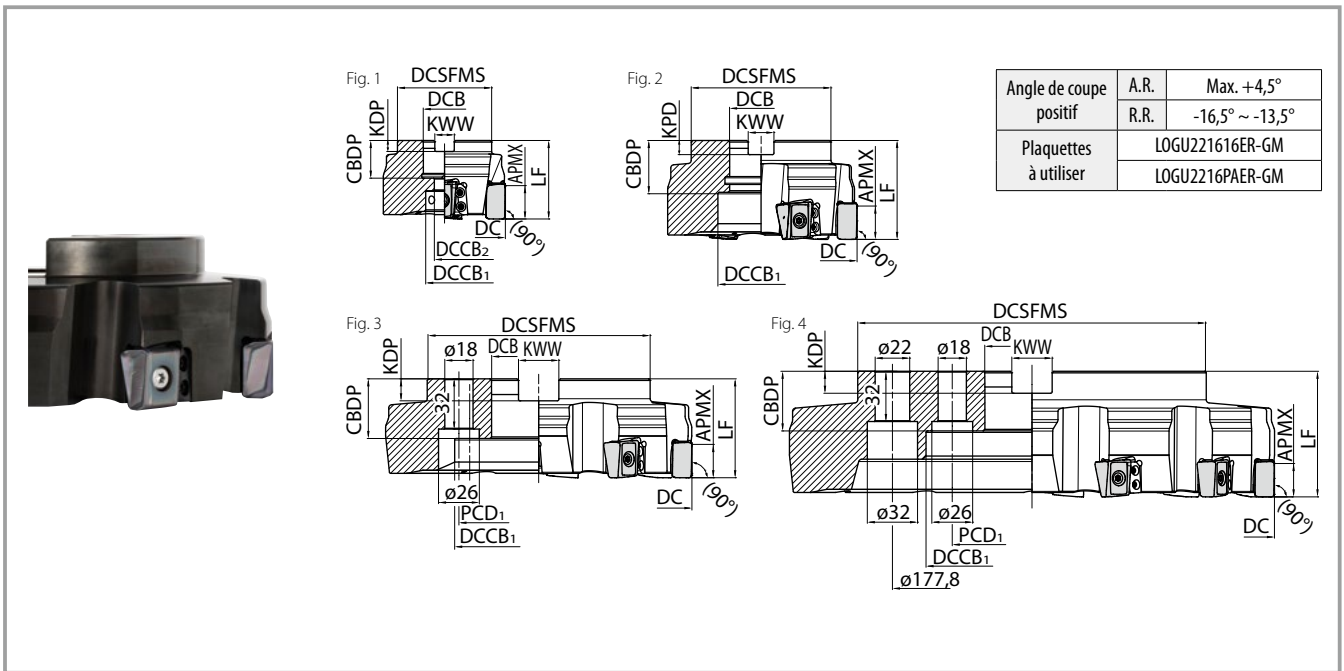 Fig. 1
DCSFMS
DCB
KWW
KDP
CBDP
APMX
LF
DC
(90°)
DCCB2
DCCB1
Fig. 2
DCSFMS
DCB
KWW
KPD
CBDP
APMX
LF
DC
(90°)
DCCB1
Angle de coupe positif
A.R.
Max. +4,5°
R.R.
-16,5° ~ -13,5°
Plaquettes à utiliser
LOGU221616ER-GM
LOGU2216PAER-GM
Fig. 3
DCSFMS
ø18
DCB
KWW
KDP
CBDP
32
APMX
LF
ø26
DC
(90°)
PCD1
DCCB1
Fig. 4
DCSFMS
ø22
ø18
DCB
KWW
KDP
CBDP
32
APMX
LF
ø32
ø26
DC
(90°)
PCD1
DCCB1
ø177,8